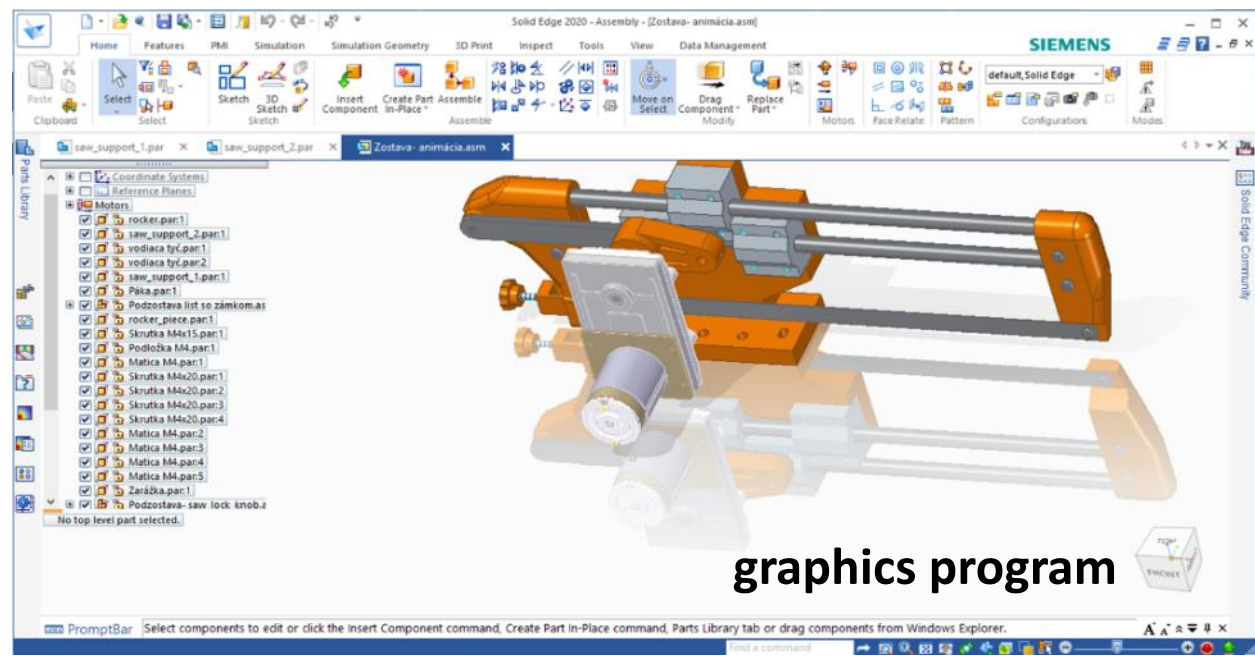 Solid Edge 2020 - Assembly - [Zostava- animácia.asm]
Home Features PMI Simulation Simulation Geometry 3D Print Inspect Tools View Data Management
SIEMENS
Paste
Select
Sketch
3D Sketch
Insert Component
Create Part In-Place
Assemble
Move on Select
Drag Component
Replace Part
default,Solid Edge
Clipboard Select Sketch Assemble Modify Motors Face Relate Pattern Configurations Modes
saw_support_1.par saw_support_2.par Zostava- animácia.asm
Parts Library
Solid Edge Community
Coordinate Systems
Reference Planes
Motors
rocker.par:1
saw_support_2.par:1
vodiaca tyč.par:1
vodiaca tyč.par:2
saw_support_1.par:1
Páka.par:1
Podzostava list so zámkom.as
rocker_piece.par:1
Skrutka M4x15.par:1
Podložka M4.par:1
Matica M4.par:1
Skrutka M4x20.par:1
Skrutka M4x20.par:2
Skrutka M4x20.par:3
Skrutka M4x20.par:4
Matica M4.par:2
Matica M4.par:3
Matica M4.par:4
Matica M4.par:5
Zarážka.par:1
Podzostava- saw lock knob.a
No top level part selected.
graphics program
TOP
FRONT
PromptBar Select components to edit or click the Insert Component command, Create Part In-Place command, Parts Library tab or drag components from Windows Explorer.
Find a command